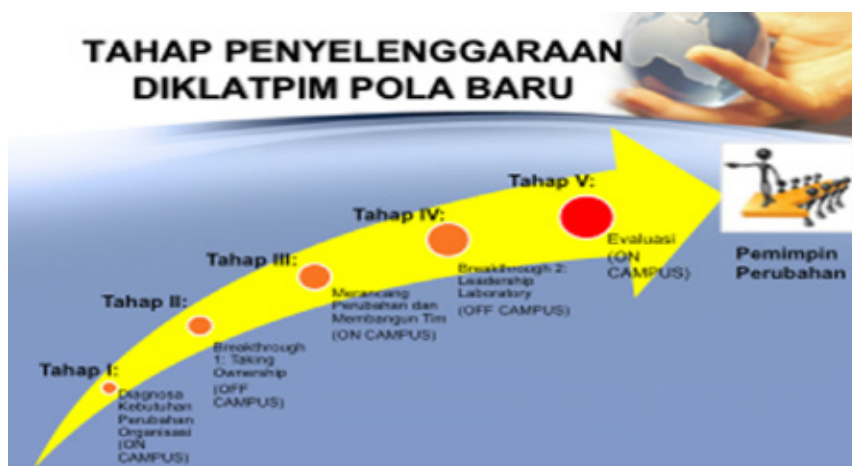 TAHAP PENYELENGGARAAN
DIKLATPIM POLA BARU
Tahap I:
Diagnosa
Kebutuhan
Perubahan
Organisasi
(ON
CAMPUS)
Tahap II:
Breakthrough
1: Taking
Ownership
(OFF
CAMPUS)
Tahap III:
Merancang
Perubahan dan
Membangun Tim
(ON CAMPUS)
Tahap IV:
Breakthrough 2:
Leadership
Laboratory
(OFF CAMPUS)
Tahap V:
Evaluasi
(ON
CAMPUS)
Pemimpin
Perubahan